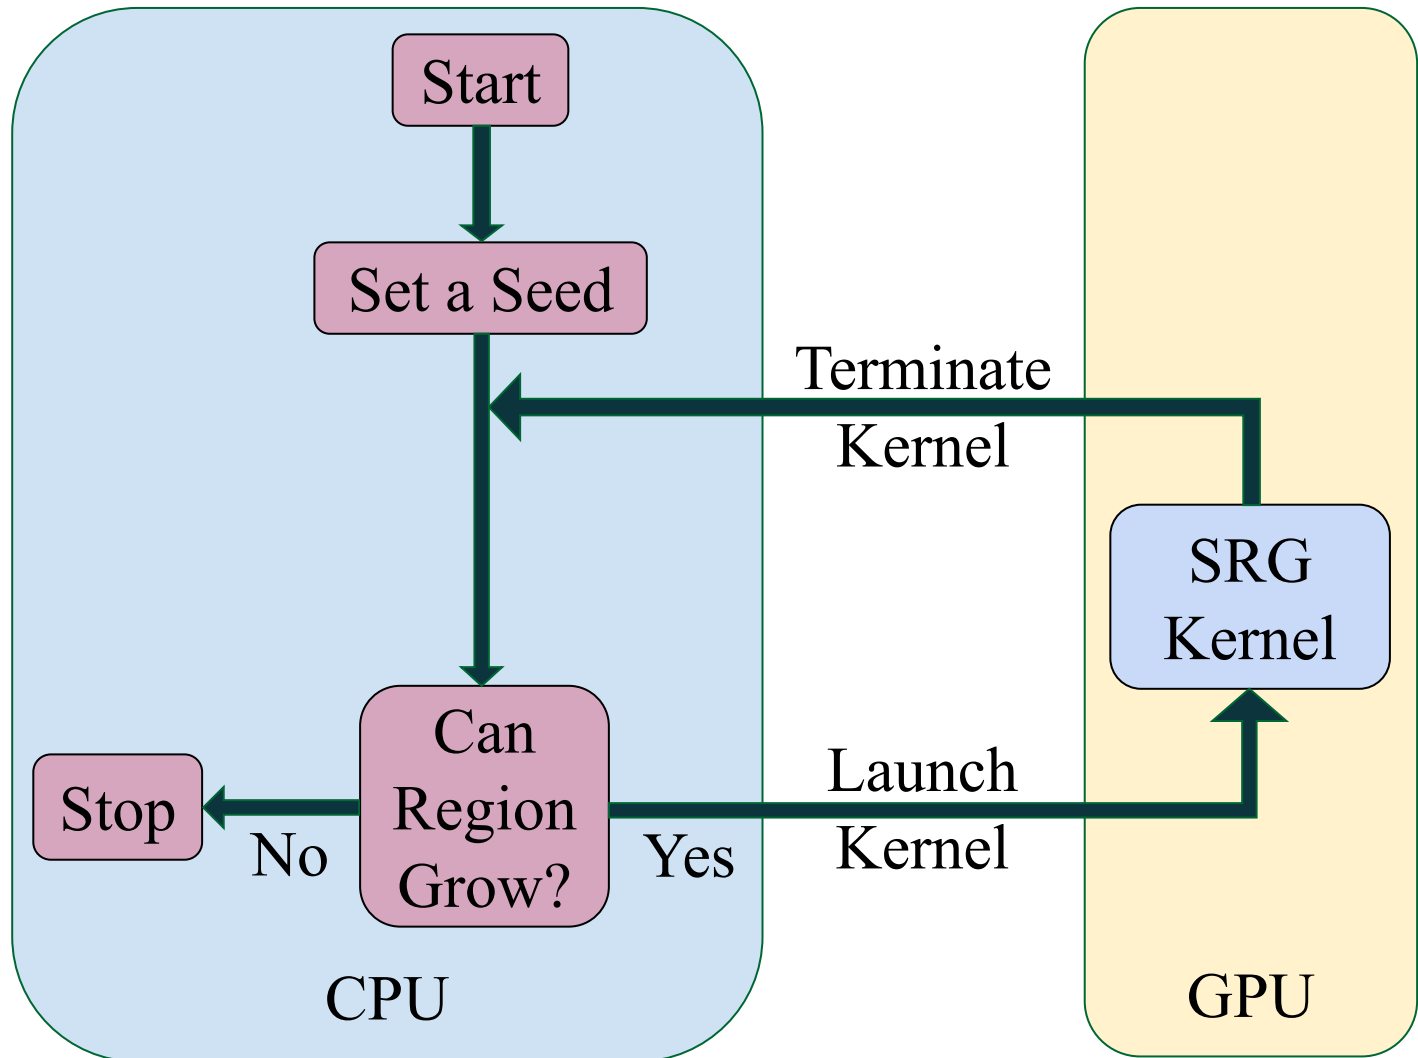 Start
Set a Seed
Terminate
Kernel
SRG
Kernel
Can
Region
Grow?
Stop
No
Yes
Launch
Kernel
CPU
GPU